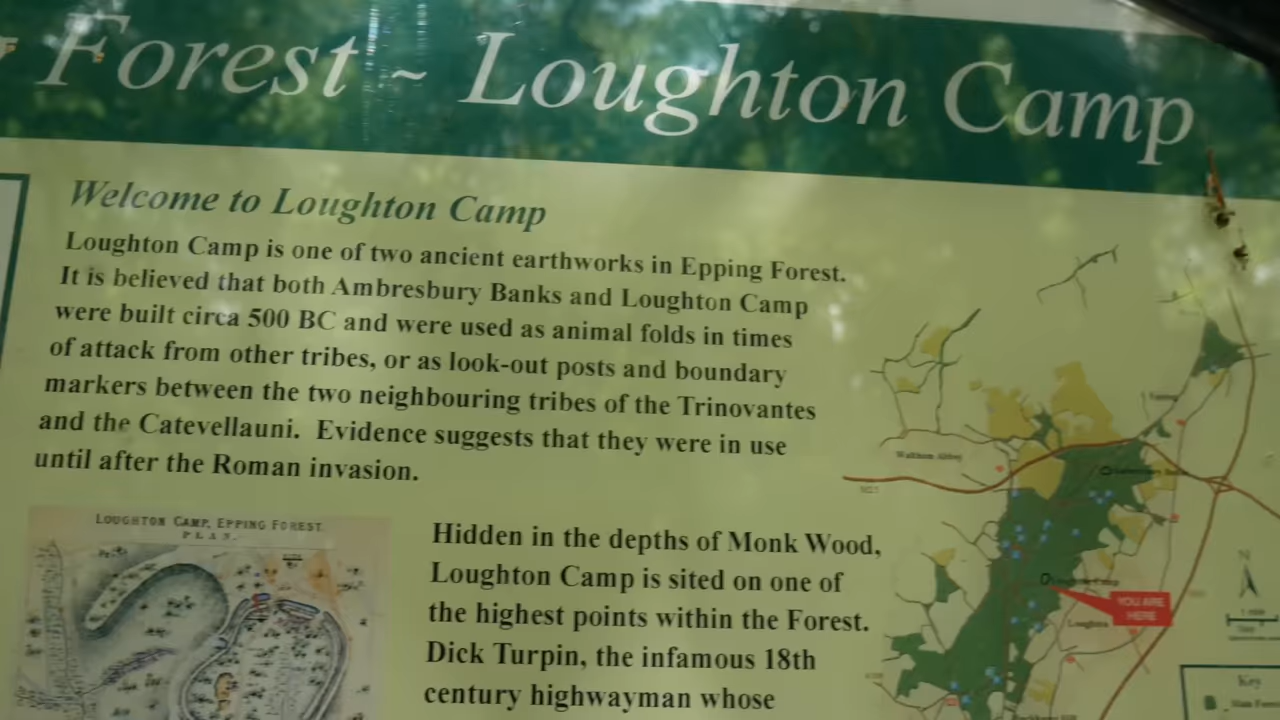 Forest ~ Loughton Camp
Welcome to Loughton Camp
Loughton Camp is one of two ancient earthworks in Epping Forest.
It is believed that both Ambresbury Banks and Loughton Camp
were built circa 500 BC and were used as animal folds in times
of attack from other tribes, or as look-out posts and boundary
markers between the two neighbouring tribes of the Trinovantes
and the Catevellauni. Evidence suggests that they were in use
until after the Roman invasion.
LOUGHTON CAMP, EPPING FOREST.
PLAN.
Hidden in the depths of Monk Wood,
Loughton Camp is sited on one of
the highest points within the Forest.
Dick Turpin, the infamous 18th
century highwayman whose
Waltham Abbey
YOU ARE
HERE
Loughton
N
Key